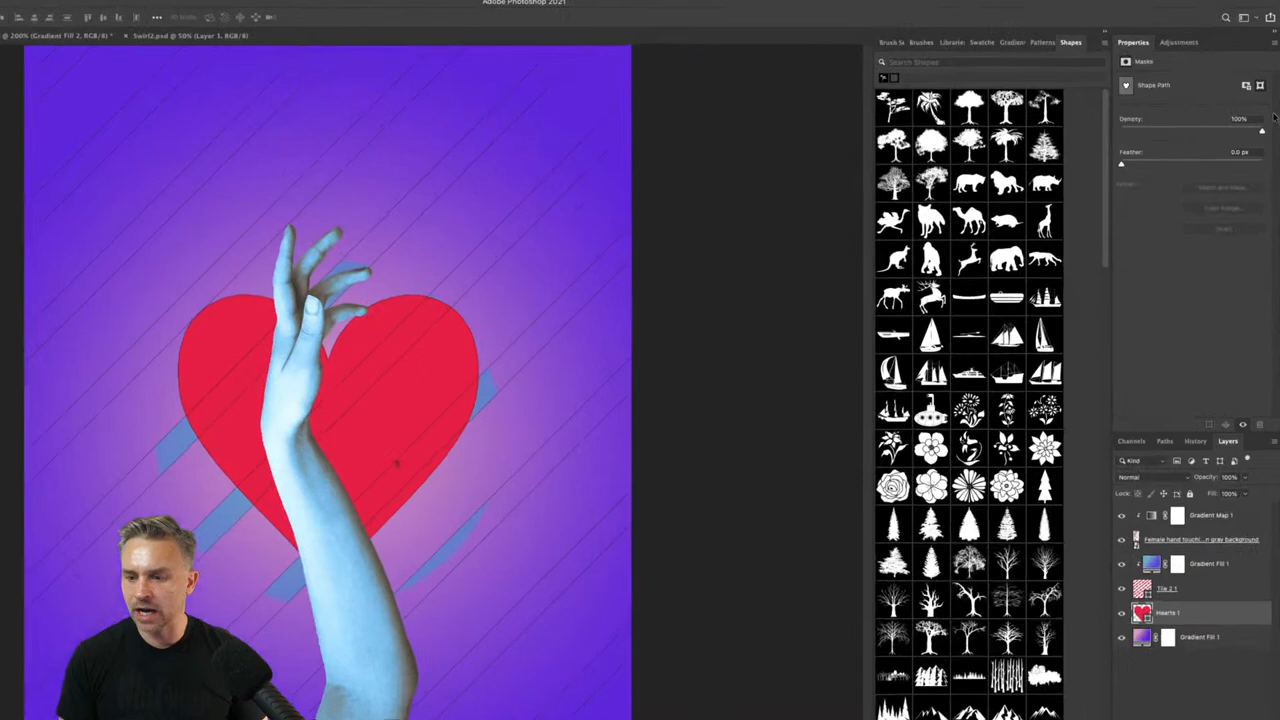 Adobe Photoshop 2021
@ 200% (Gradient Fill 2, RGB/8) *
× Swirl2.psd @ 50% (Layer 1, RGB/8)
Brush Se
Brushes
Librarie:
Swatche
Gradien
Patterns
Shapes
Properties
Adjustments
Search Shapes
Masks
Shape Path
Density:
100%
Feather:
0.0 px
Channels
Paths
History
Layers
Kind
Normal
Opacity:
100%
Lock:
Fill:
100%
Gradient Map 1
Female hand touchi...n gray background
Gradient Fill 1
Tile 2 1
Hearts 1
Gradient Fill 1